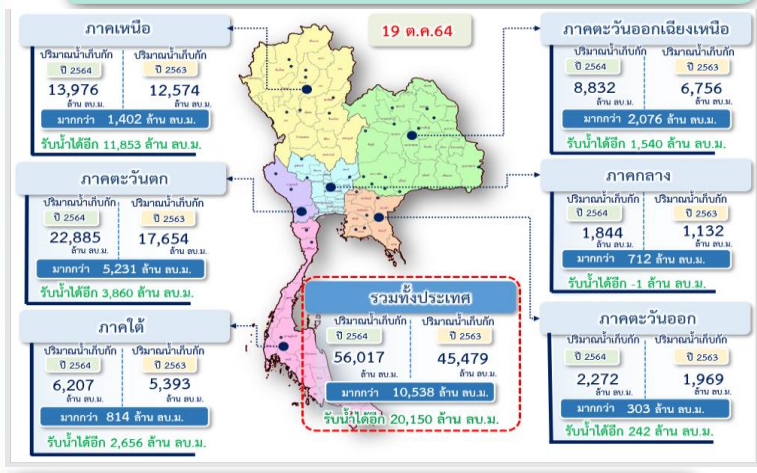 19 ต.ค.64
ภาคเหนือ
ปริมาณน้ำเก็บกัก ปริมาณน้ำเก็บกัก
ปี 2564 ปี 2563
13,976 12,574
ล้าน ลบ.ม. ล้าน ลบ.ม.
มากกว่า 1,402 ล้าน ลบ.ม.
รับน้ำได้อีก 11,853 ล้าน ลบ.ม.
ภาคตะวันออกเฉียงเหนือ
ปริมาณน้ำเก็บกัก ปริมาณน้ำเก็บกัก
ปี 2564 ปี 2563
8,832 6,756
ล้าน ลบ.ม. ล้าน ลบ.ม.
มากกว่า 2,076 ล้าน ลบ.ม.
รับน้ำได้อีก 1,540 ล้าน ลบ.ม.
ภาคตะวันตก
ปริมาณน้ำเก็บกัก ปริมาณน้ำเก็บกัก
ปี 2564 ปี 2563
22,885 17,654
ล้าน ลบ.ม. ล้าน ลบ.ม.
มากกว่า 5,231 ล้าน ลบ.ม.
รับน้ำได้อีก 3,860 ล้าน ลบ.ม.
ภาคกลาง
ปริมาณน้ำเก็บกัก ปริมาณน้ำเก็บกัก
ปี 2564 ปี 2563
1,844 1,132
ล้าน ลบ.ม. ล้าน ลบ.ม.
มากกว่า 712 ล้าน ลบ.ม.
รับน้ำได้อีก -1 ล้าน ลบ.ม.
ภาคใต้
ปริมาณน้ำเก็บกัก ปริมาณน้ำเก็บกัก
ปี 2564 ปี 2563
6,207 5,393
ล้าน ลบ.ม. ล้าน ลบ.ม.
มากกว่า 814 ล้าน ลบ.ม.
รับน้ำได้อีก 2,656 ล้าน ลบ.ม.
รวมทั้งประเทศ
ปริมาณน้ำเก็บกัก ปริมาณน้ำเก็บกัก
ปี 2564 ปี 2563
56,017 45,479
ล้าน ลบ.ม. ล้าน ลบ.ม.
มากกว่า 10,538 ล้าน ลบ.ม.
รับน้ำได้อีก 20,150 ล้าน ลบ.ม.
ภาคตะวันออก
ปริมาณน้ำเก็บกัก ปริมาณน้ำเก็บกัก
ปี 2564 ปี 2563
2,272 1,969
ล้าน ลบ.ม. ล้าน ลบ.ม.
มากกว่า 303 ล้าน ลบ.ม.
รับน้ำได้อีก 242 ล้าน ลบ.ม.